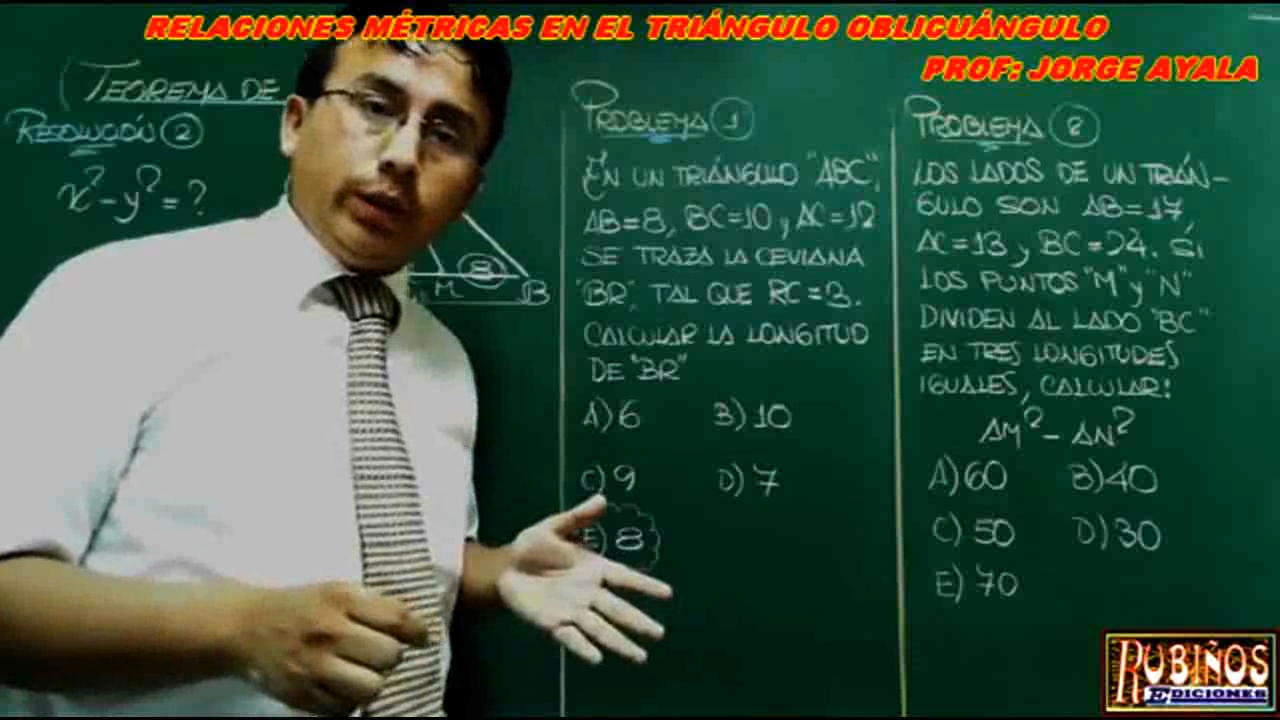 RELACIONES MÉTRICAS EN EL TRIÁNGULO OBLICUÁNGULO
PROF: JORGE AYALA
(TEOREMA DE
RESOLUCIÓN 2
x² - y² = ?
8
M
B
PROBLEMA 1
EN UN TRIÁNGULO "ABC",
AB=8, BC=10 y AC=12
SE TRAZA LA CEVIANA
"BR", TAL QUE RC=3.
CALCULAR LA LONGITUD
DE "BR"
A) 6 B) 10
C) 9 D) 7
E) 8
PROBLEMA 2
LOS LADOS DE UN TRIÁN-
GULO SON AB=17,
AC=13 y BC=24. SI
LOS PUNTOS "M" y "N"
DIVIDEN AL LADO "BC"
EN TRES LONGITUDES
IGUALES, CALCULAR:
AM² - AN²
A) 60 B) 40
C) 50 D) 30
E) 70
RUBIÑOS
EDICIONES